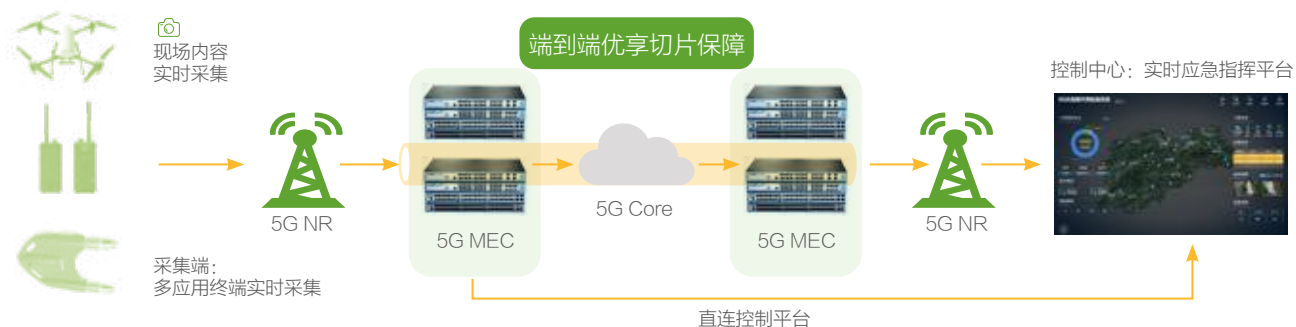 现场内容
实时采集
端到端优享切片保障
控制中心：实时应急指挥平台
5G NR
5G MEC
5G Core
5G MEC
5G NR
采集端：
多应用终端实时采集
直连控制平台